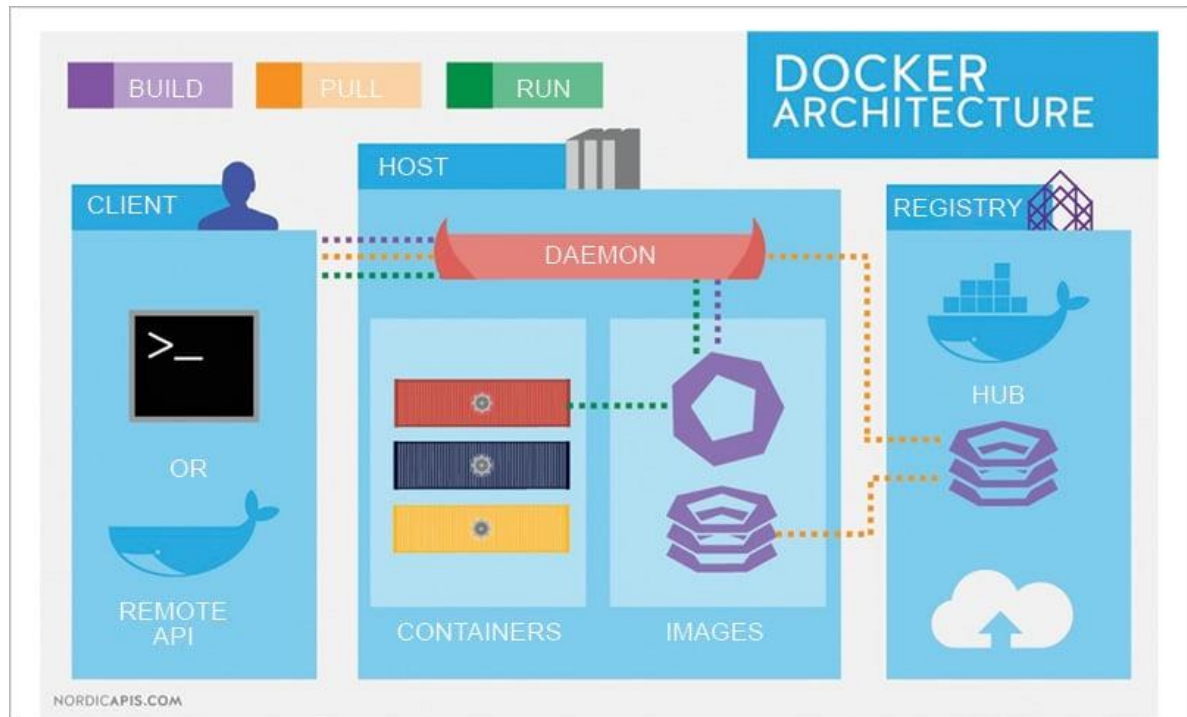 BUILD
PULL
RUN
DOCKER
ARCHITECTURE
CLIENT
>_
OR
REMOTE
API
HOST
DAEMON
CONTAINERS
IMAGES
REGISTRY
HUB
NORDICAPIS.COM